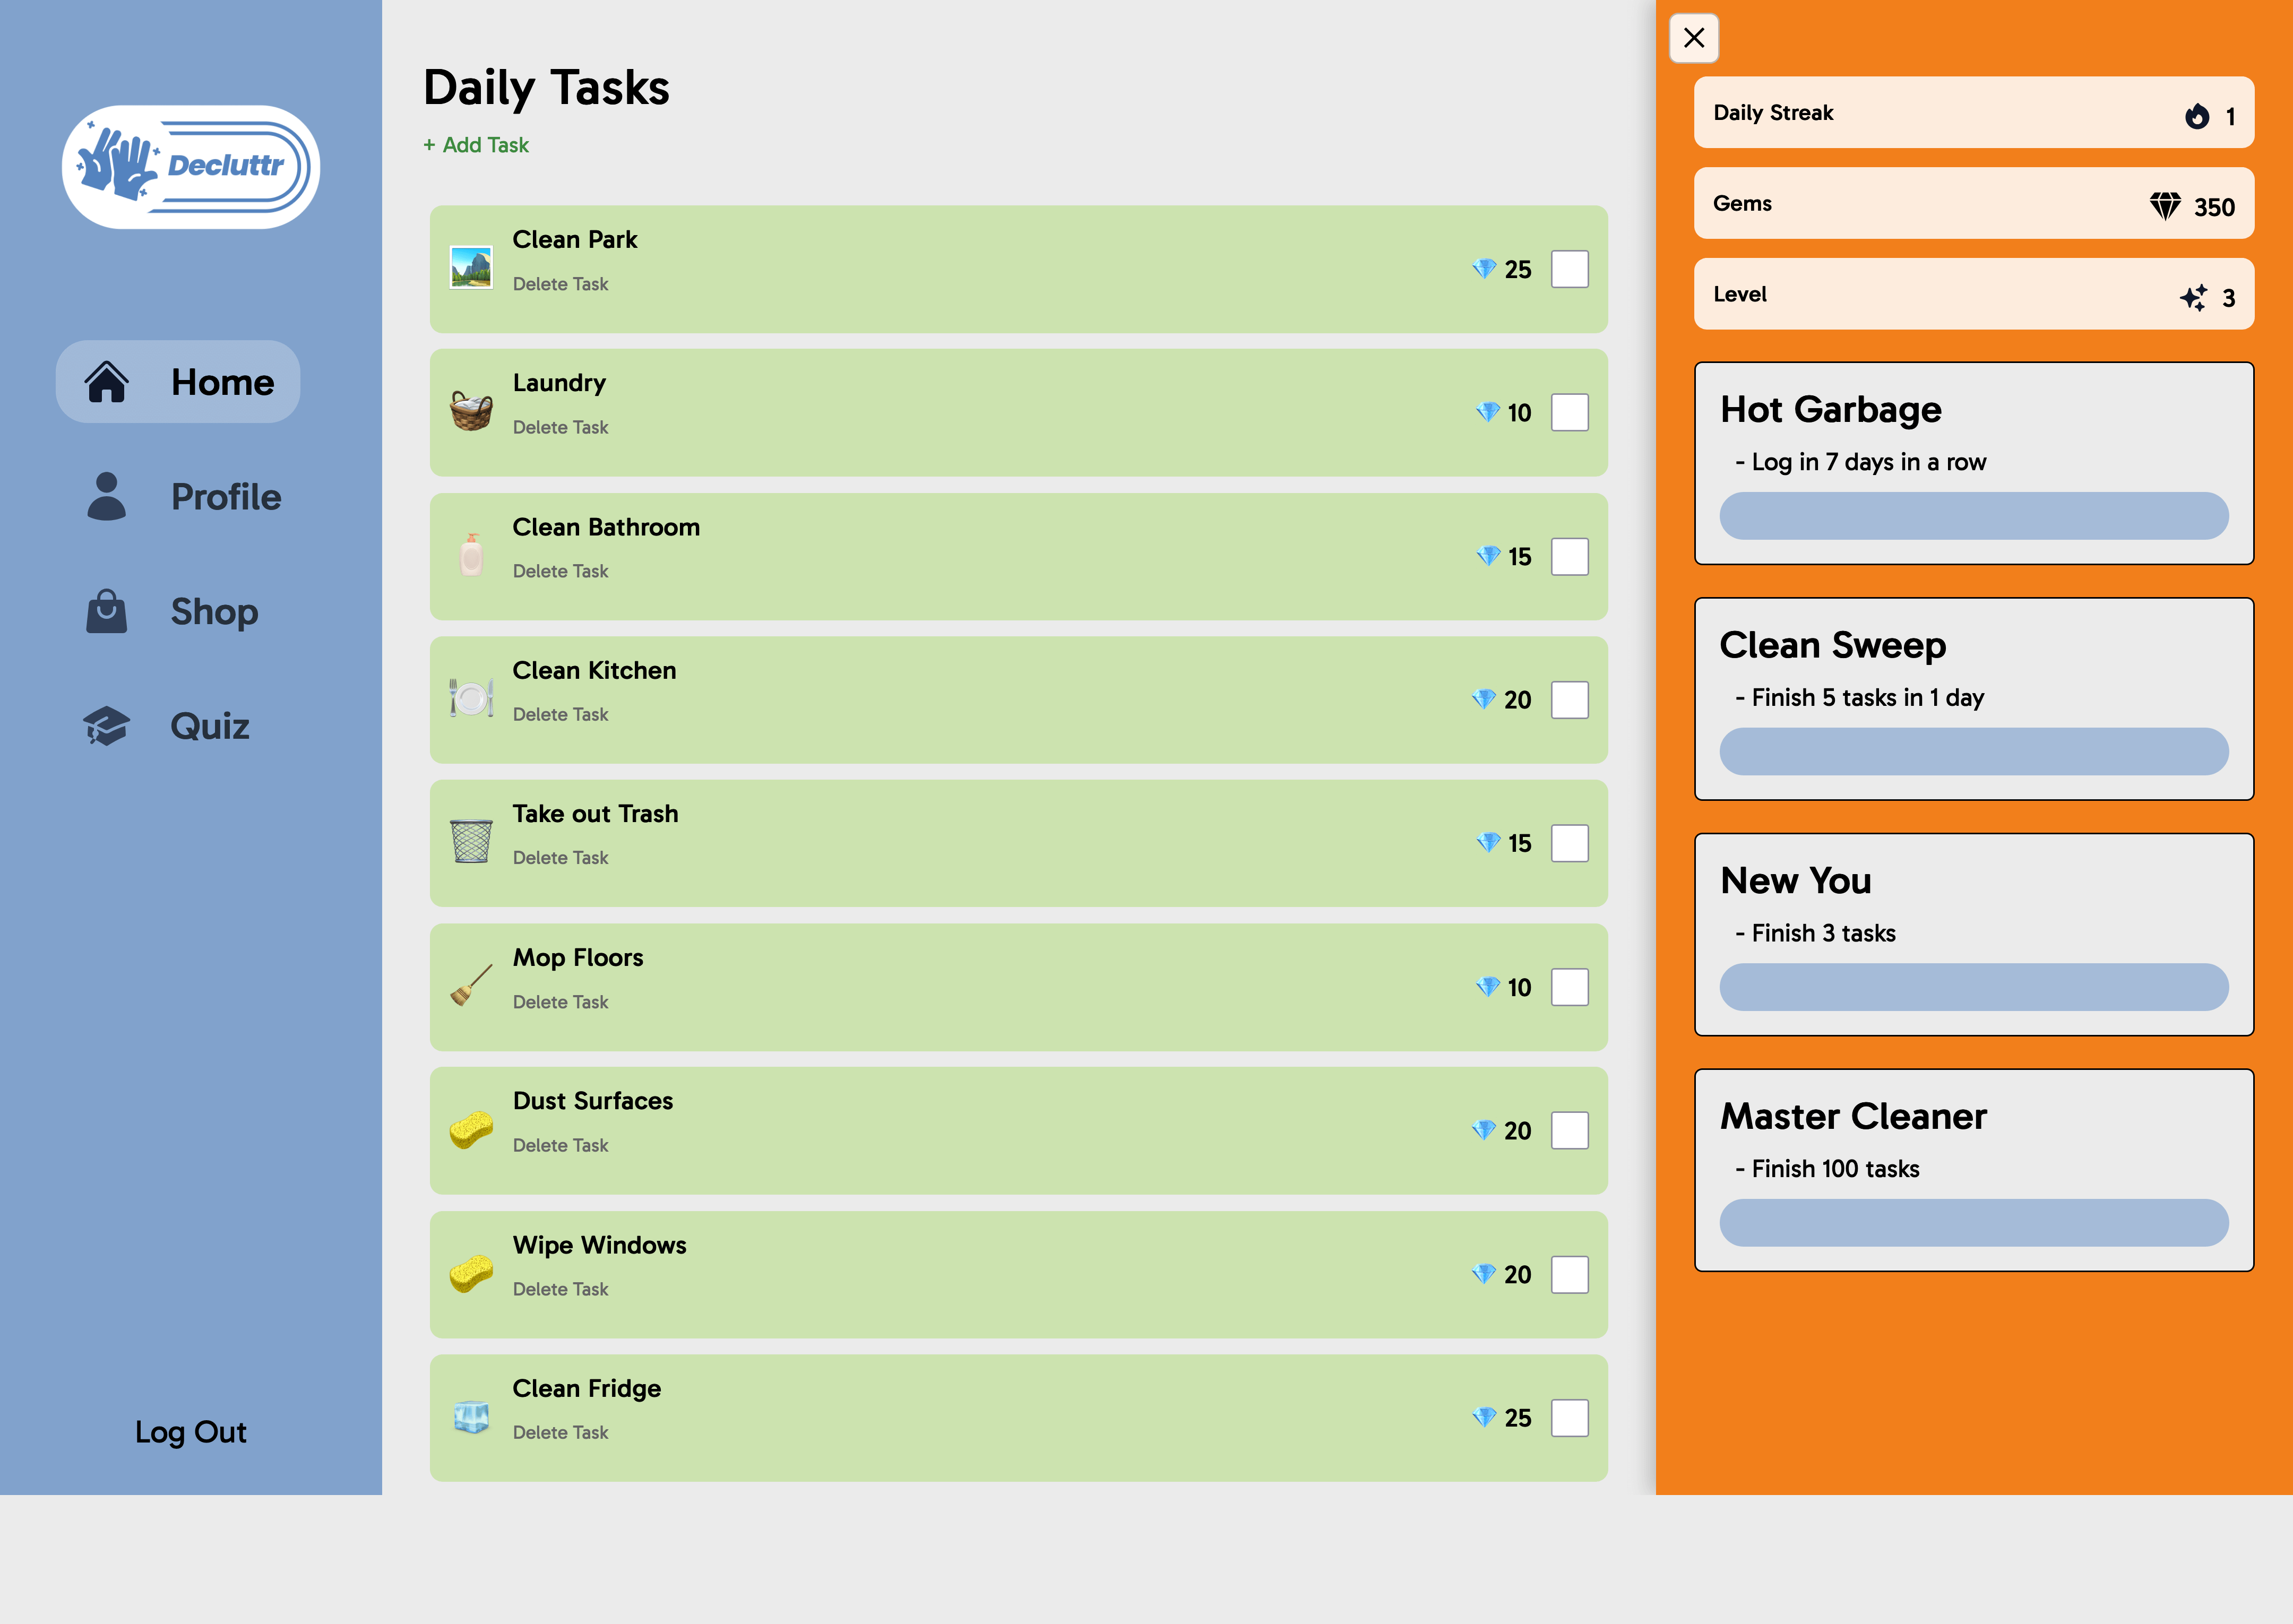 Decluttr
Home
Profile
Shop
Quiz
Log Out
Daily Tasks
+ Add Task
Clean Park
Delete Task
25
Laundry
Delete Task
10
Clean Bathroom
Delete Task
15
Clean Kitchen
Delete Task
20
Take out Trash
Delete Task
15
Mop Floors
Delete Task
10
Dust Surfaces
Delete Task
20
Wipe Windows
Delete Task
20
Clean Fridge
Delete Task
25
Daily Streak 1
Gems 350
Level 3
Hot Garbage
- Log in 7 days in a row
Clean Sweep
- Finish 5 tasks in 1 day
New You
- Finish 3 tasks
Master Cleaner
- Finish 100 tasks